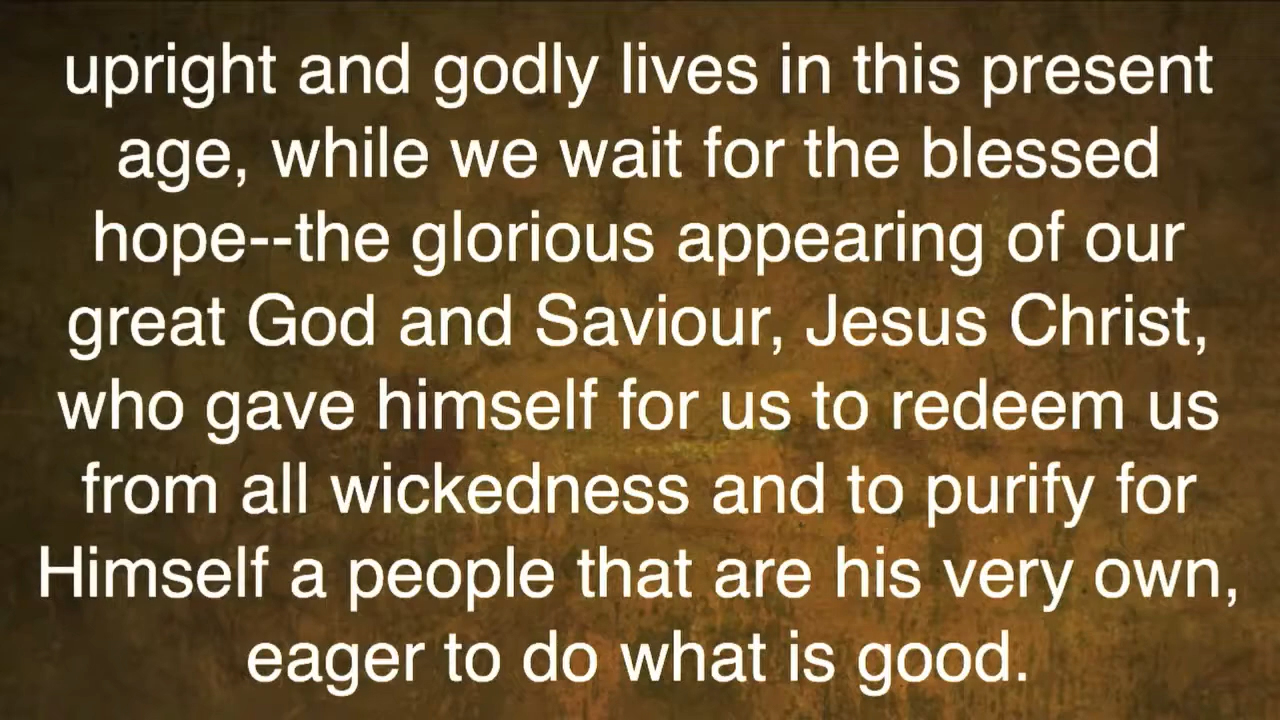 upright and godly lives in this present
age, while we wait for the blessed
hope--the glorious appearing of our
great God and Saviour, Jesus Christ,
who gave himself for us to redeem us
from all wickedness and to purify for
Himself a people that are his very own,
eager to do what is good.